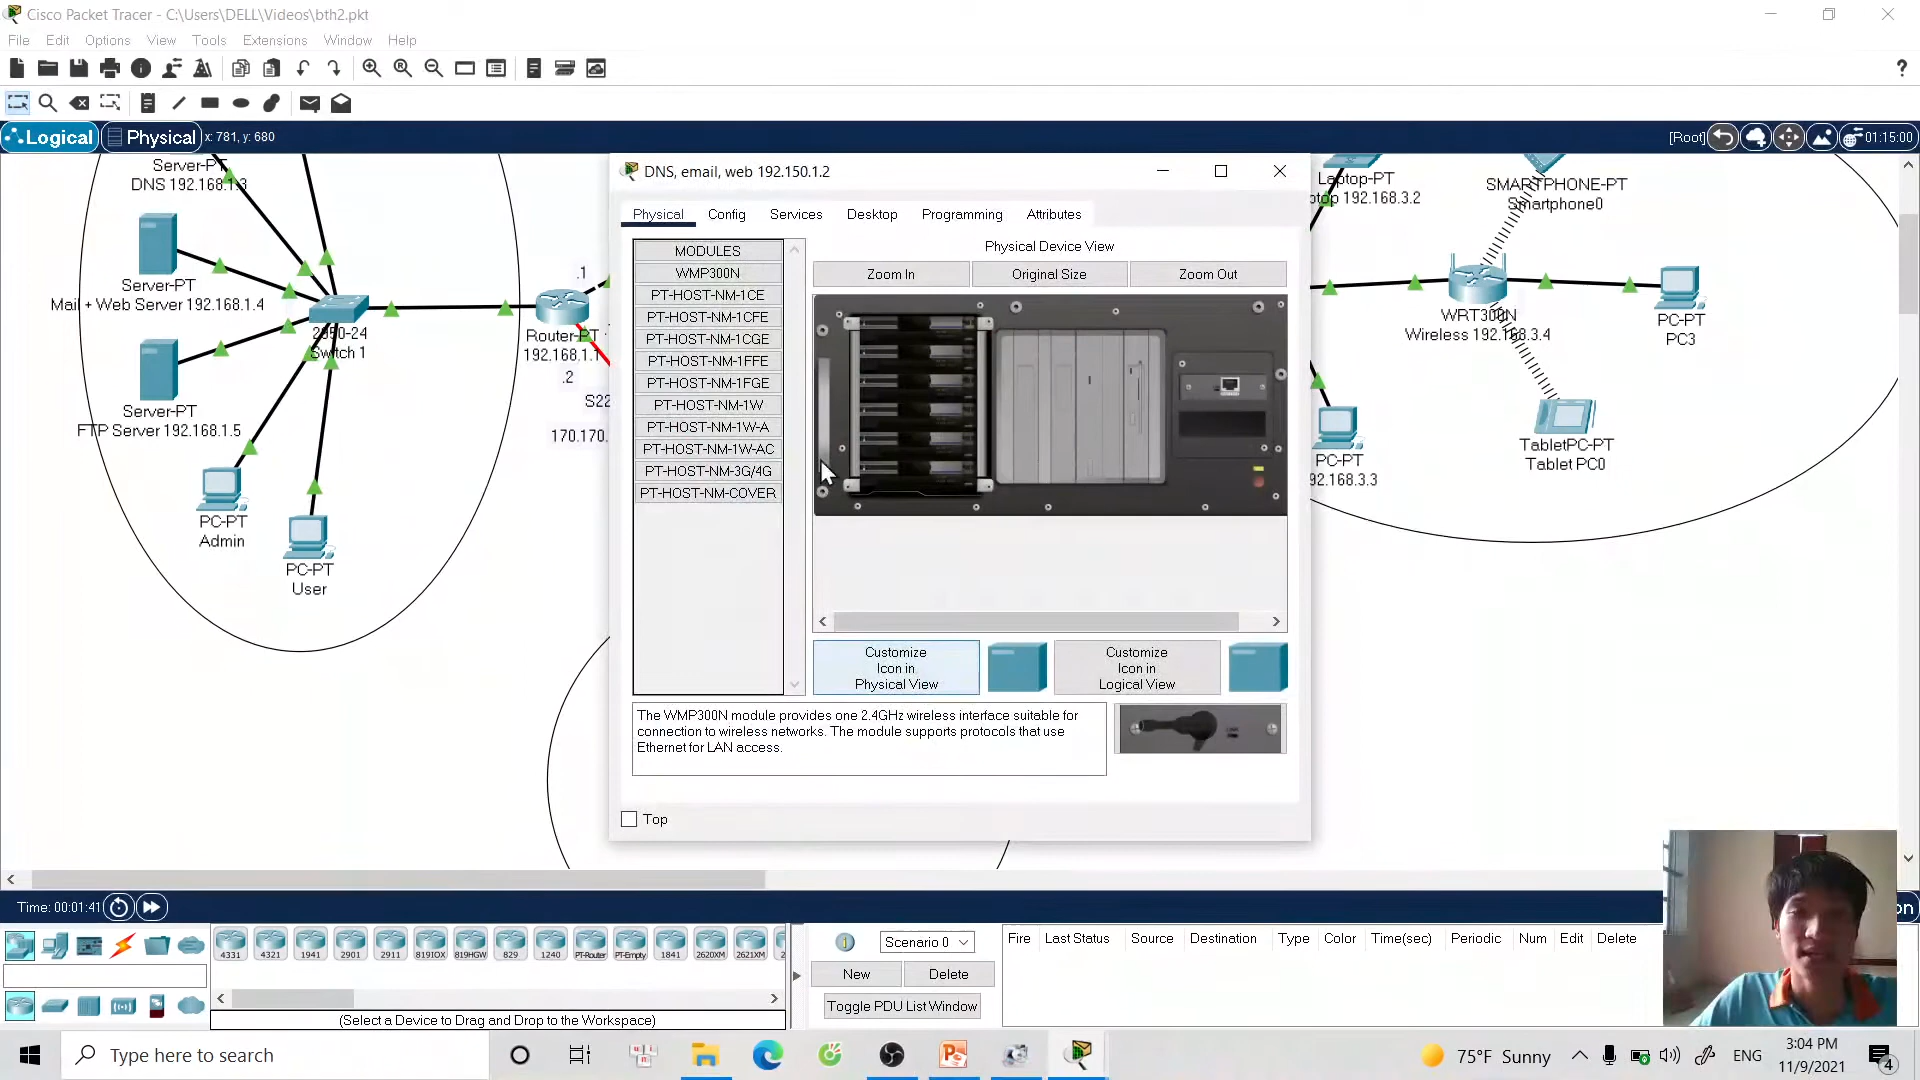 Cisco Packet Tracer - C:\Users\DELL\Videos\bth2.pkt
File Edit Options View Tools Extensions Window Help
?
Logical Physical x: 781, y: 680
[Root] 01:15:00
Server-PT
DNS 192.168.1.3
Server-PT
Mail + Web Server 192.168.1.4
Server-PT
FTP Server 192.168.1.5
Switch 1
PC-PT
Admin
PC-PT
User
.1
Router-PT
192.168.1.1
.2
S22
170.170.
DNS, email, web 192.150.1.2
Physical Config Services Desktop Programming Attributes
MODULES
WMP300N
PT-HOST-NM-1CE
PT-HOST-NM-1CFE
PT-HOST-NM-1CGE
PT-HOST-NM-1FFE
PT-HOST-NM-1FGE
PT-HOST-NM-1W
PT-HOST-NM-1W-A
PT-HOST-NM-1W-AC
PT-HOST-NM-3G/4G
PT-HOST-NM-COVER
Physical Device View
Zoom In Original Size Zoom Out
Customize
Icon in
Physical View
Customize
Icon in
Logical View
The WMP300N module provides one 2.4GHz wireless interface suitable for
connection to wireless networks. The module supports protocols that use
Ethernet for LAN access.
Top
Laptop-PT
top 192.168.3.2
SMARTPHONE-PT
Smartphone0
WRT300N
Wireless 192.168.3.4
PC-PT
PC3
PC-PT
92.168.3.3
TabletPC-PT
Tablet PC0
Time: 00:01:41
on
4331 4321 1941 2901 2911 819IOX 819HGW 829 1240 PT-Router PT-Empty 1841 2620XM 2621XM 2
(Select a Device to Drag and Drop to the Workspace)
Scenario 0
New Delete
Toggle PDU List Window
Fire Last Status Source Destination Type Color Time(sec) Periodic Num Edit Delete
Type here to search
75°F Sunny
ENG
3:04 PM
11/9/2021
4